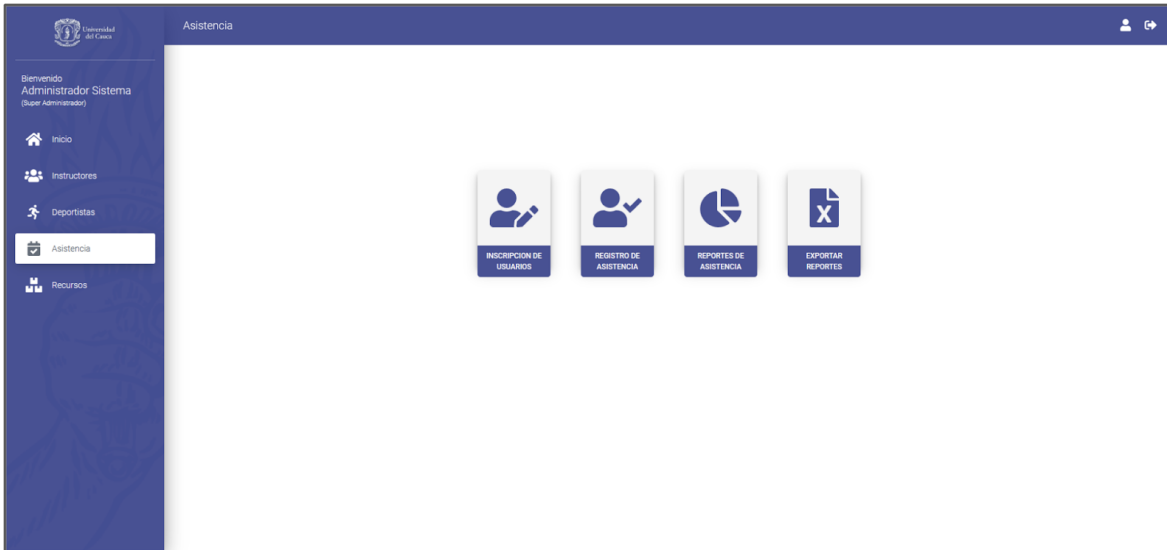 Universidad
del Cauca
Asistencia
Bienvenido
Administrador Sistema
(Super Administrador)
Inicio
Instructores
Deportistas
Asistencia
Recursos
INSCRIPCION DE
USUARIOS
REGISTRO DE
ASISTENCIA
REPORTES DE
ASISTENCIA
X
EXPORTAR
REPORTES